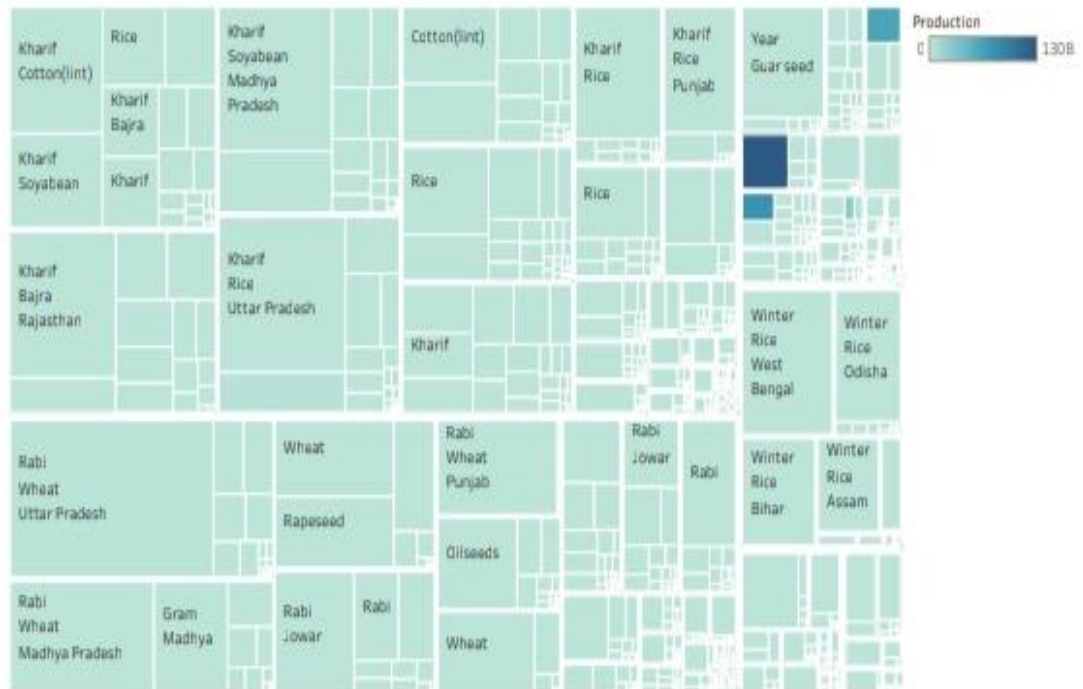 Kharif
Cotton(lint)
Rice
Kharif
Bajra
Kharif
Soyabean
Kharif
Kharif
Soyabean
Madhya
Pradesh
Cotton(lint)
Kharif
Rice
Kharif
Rice
Punjab
Year
Guar seed
Production
0
130B
Rice
Rice
Kharif
Bajra
Rajasthan
Kharif
Rice
Uttar Pradesh
Kharif
Winter
Rice
West
Bengal
Winter
Rice
Odisha
Rabi
Wheat
Uttar Pradesh
Wheat
Rapeseed
Rabi
Wheat
Punjab
Oilseeds
Rabi
Jowar
Rabi
Winter
Rice
Bihar
Winter
Rice
Assam
Rabi
Wheat
Madhya Pradesh
Gram
Madhya
Rabi
Jowar
Rabi
Wheat